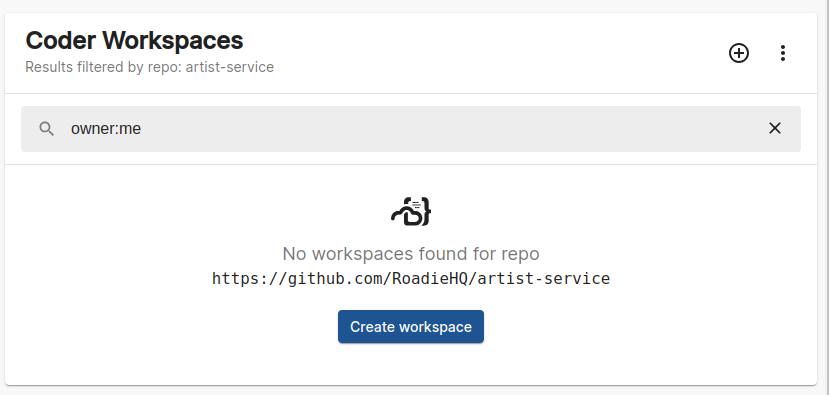 Coder Workspaces
Results filtered by repo: artist-service
owner:me
No workspaces found for repo
https://github.com/RoadieHQ/artist-service
Create workspace